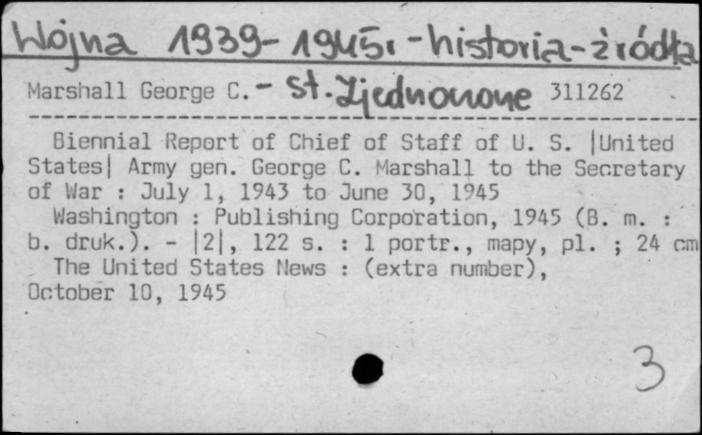 Wojna 1939-1945r - historia - źródła
Marshall George C. - St. Zjednoczone 311262
Biennial Report of Chief of Staff of U. S. |United
States| Army gen. George C. Marshall to the Secretary
of War : July 1, 1943 to June 30, 1945
Washington : Publishing Corporation, 1945 (B. m. :
b. druk.). - |2|, 122 s. : 1 portr., mapy, pl. ; 24 cm
The United States News : (extra number),
October 10, 1945
3